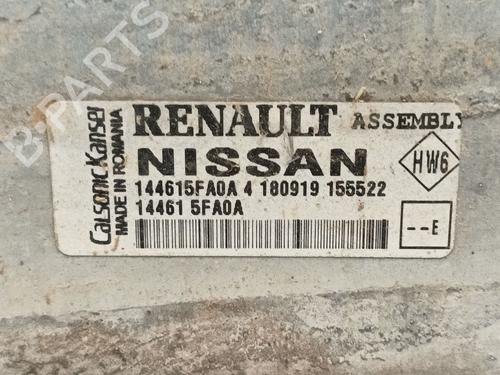 B-PARTS
RENAULT ASSEMBLY
NISSAN
144615FA0A 4 180919 155522
14461 5FA0A
Calsonic Kansei
MADE IN ROMANIA
HW6
--E